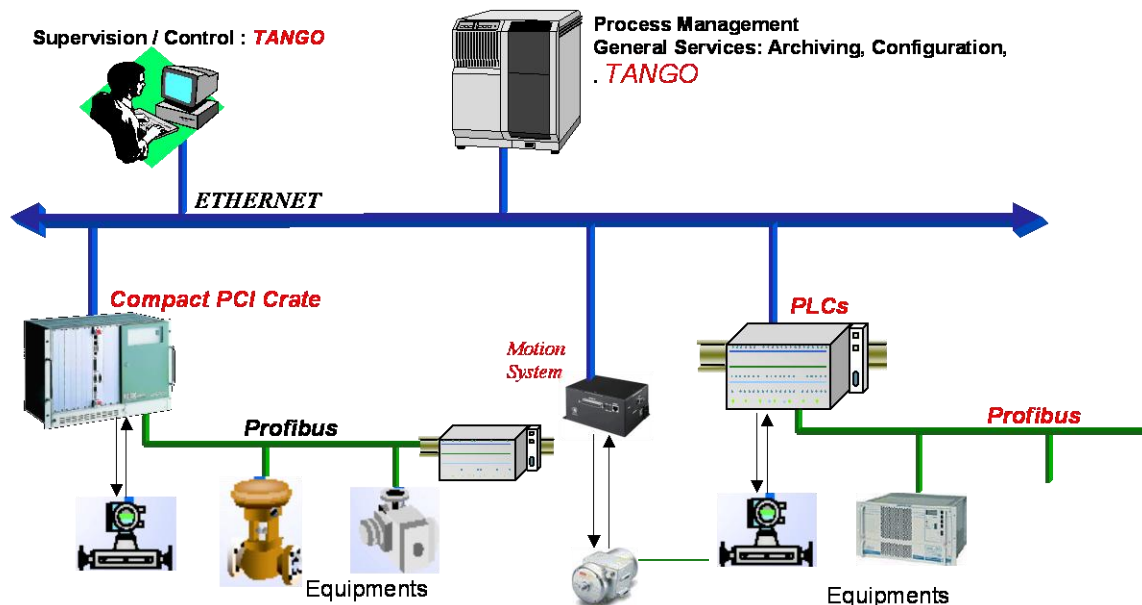 Supervision / Control : TANGO
Process Management
General Services: Archiving, Configuration,
. TANGO
ETHERNET
Compact PCI Crate
PLCs
Motion
System
Profibus
Profibus
Equipments
Equipments